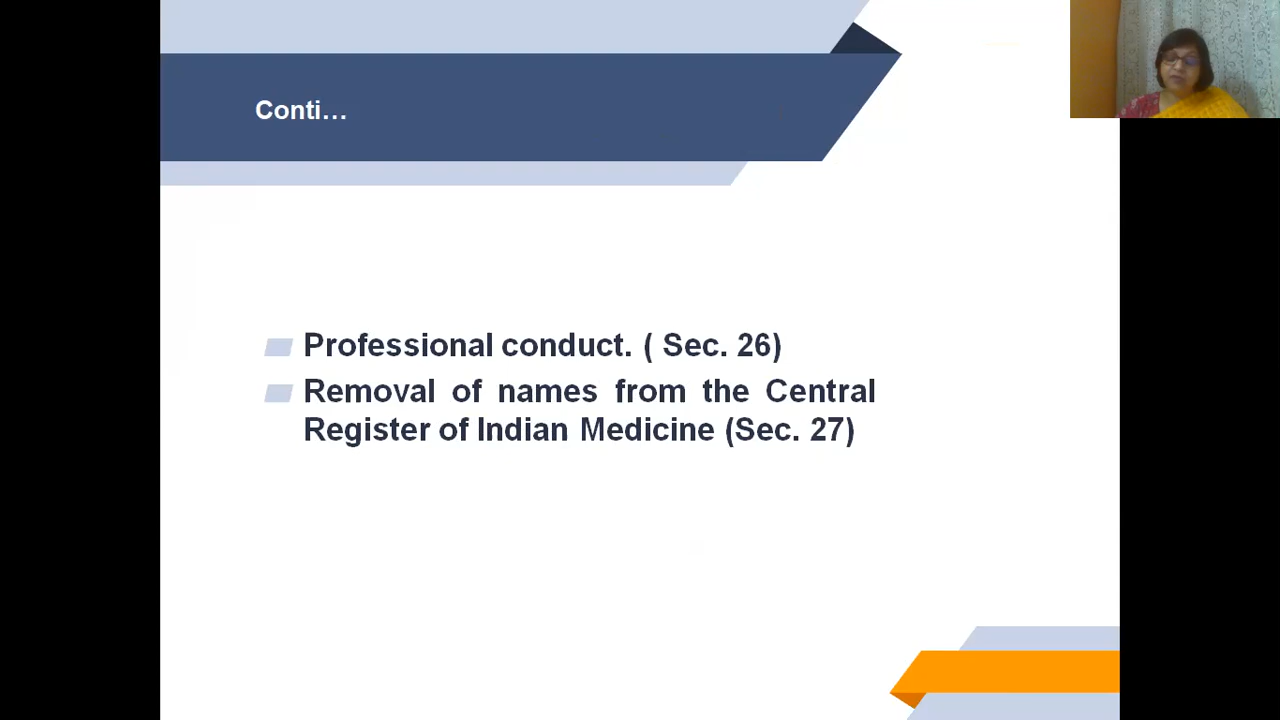 Conti…
Professional conduct. ( Sec. 26)
Removal of names from the Central
Register of Indian Medicine (Sec. 27)